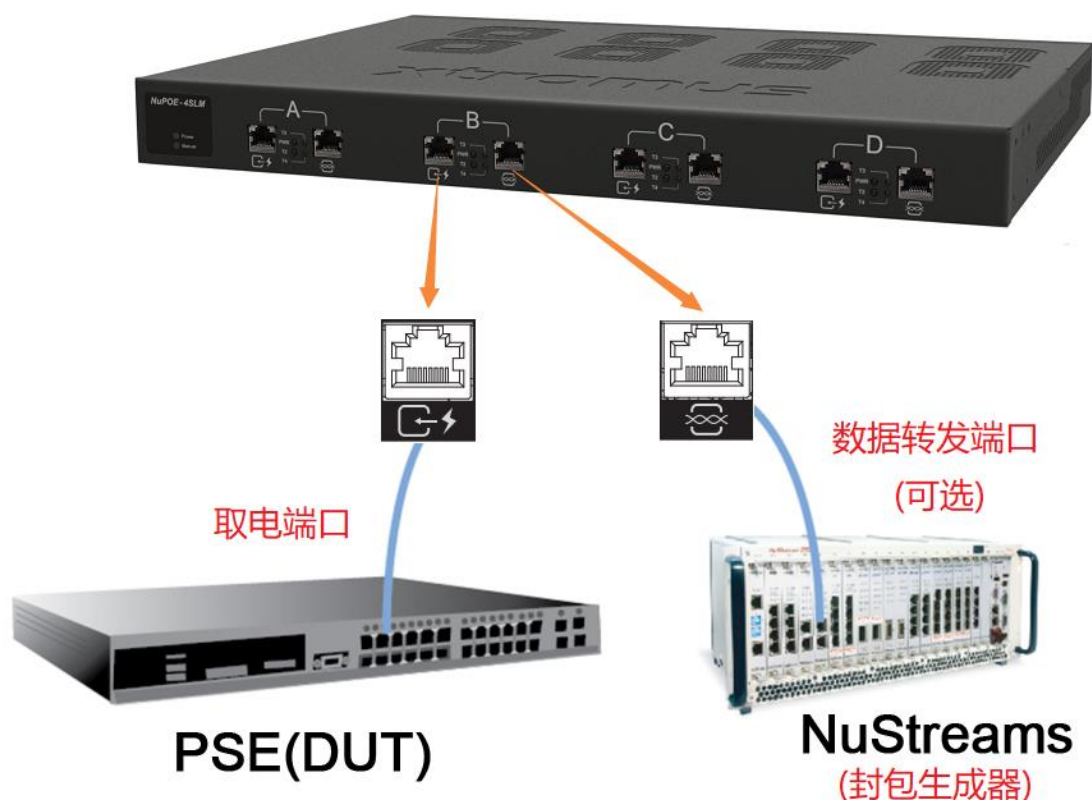 xtramus
NuPOE-4SLM
Power
A
B
C
D
取电端口
数据转发端口
(可选)
PSE(DUT)
NuStreams
(封包生成器)